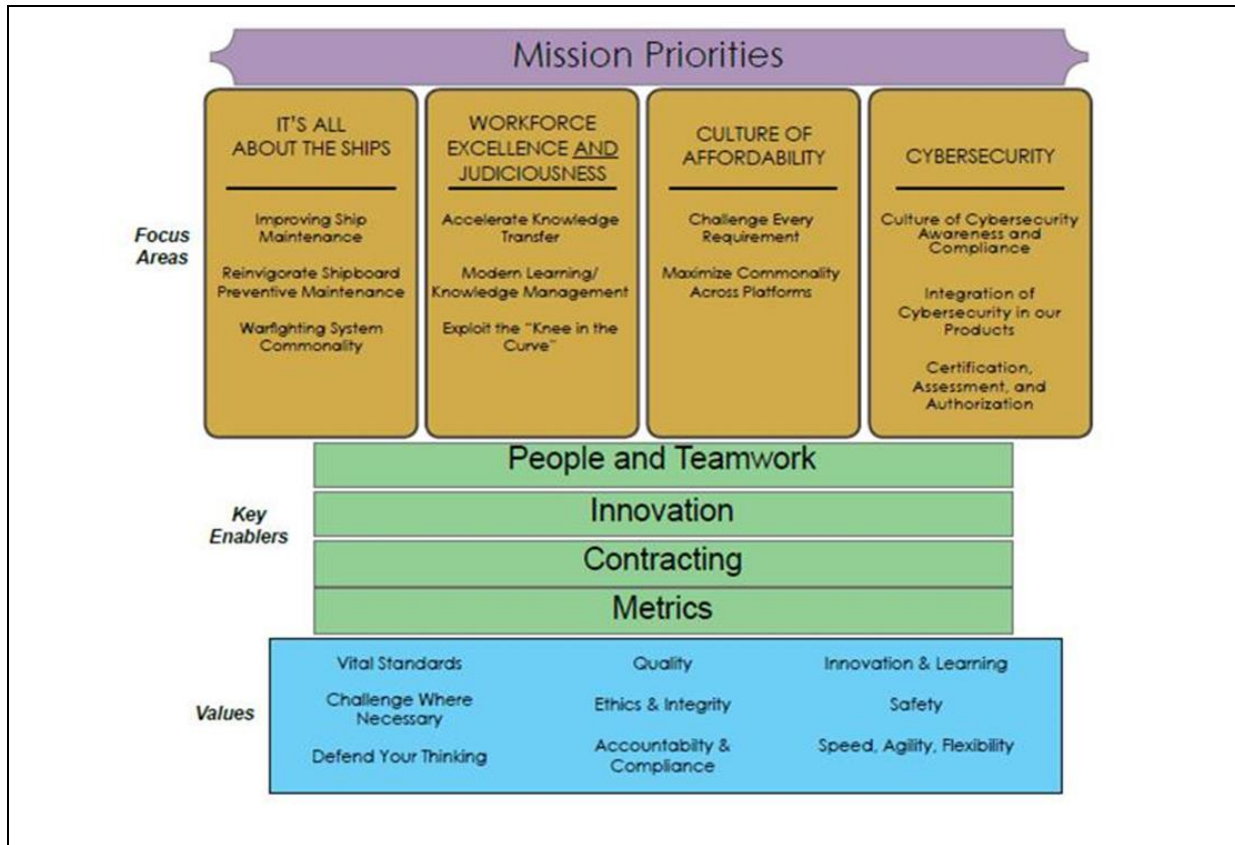 Mission Priorities
Focus
Areas
IT'S ALL
ABOUT THE SHIPS
Improving Ship
Maintenance
Reinvigorate Shipboard
Preventive Maintenance
Warfighting System
Commonality
WORKFORCE
EXCELLENCE AND
JUDICIOUSNESS
Accelerate Knowledge
Transfer
Modern Learning/
Knowledge Management
Exploit the "Knee in the
Curve"
CULTURE OF
AFFORDABILITY
Challenge Every
Requirement
Maximize Commonality
Across Platforms
CYBERSECURITY
Culture of Cybersecurity
Awareness and
Compliance
Integration of
Cybersecurity in our
Products
Certification,
Assessment, and
Authorization
Key
Enablers
People and Teamwork
Innovation
Contracting
Metrics
Values
Vital Standards
Challenge Where
Necessary
Defend Your Thinking
Quality
Ethics & Integrity
Accountabilty &
Compliance
Innovation & Learning
Safety
Speed, Agility, Flexibility